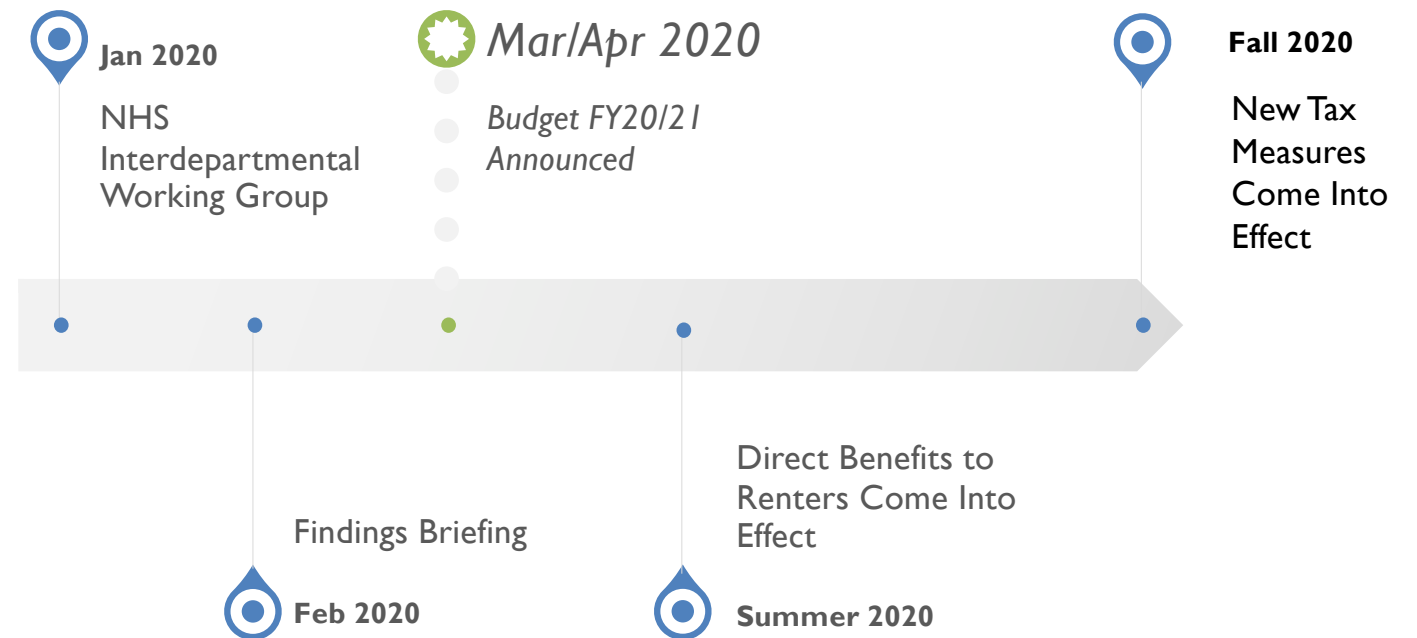 Jan 2020
NHS
Interdepartmental
Working Group
Mar/Apr 2020
Budget FY20/21
Announced
Fall 2020
New Tax
Measures
Come Into
Effect
Findings Briefing
Feb 2020
Direct Benefits to
Renters Come Into
Effect
Summer 2020